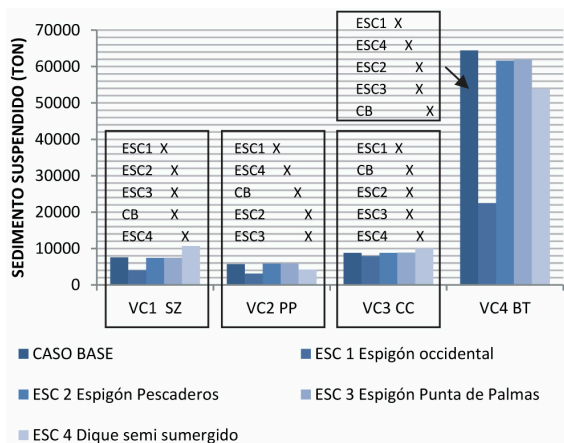 ESC1 X
ESC4 X
ESC2 X
ESC3 X
CB X
SEDIMENTO SUSPENDIDO (TON)
70000
60000
50000
40000
30000
20000
10000
0
ESC1 X
ESC2 X
ESC3 X
CB X
ESC4 X
ESC1 X
ESC4 X
CB X
ESC2 X
ESC3 X
ESC1 X
CB X
ESC2 X
ESC3 X
ESC4 X
VC1 SZ
VC2 PP
VC3 CC
VC4 BT
CASO BASE
ESC 1 Espigón occidental
ESC 2 Espigón Pescaderos
ESC 3 Espigón Punta de Palmas
ESC 4 Dique semi sumergido